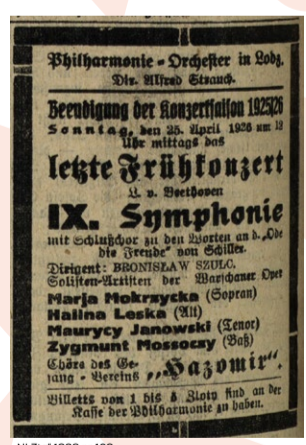 Philharmonie-Orchester in Lodz.
Dir. Alfred Strauch.
Beendigung der Konzertsaison 1925/26
Sonntag, den 25. April 1926 um 12
Uhr mittags das
letzte Frühkonzert
L. v. Beethoven
IX. Symphonie
mit Schlußchor zu den Worten an d. „Ode
die Freude" von Schiller.
Dirigent: BRONISŁAW SZULC.
Solisten-Artisten der Warschauer Oper
Marja Mokrzycka (Sopran)
Halina Leska (Alt)
Maurycy Janowski (Tenor)
Zygmunt Mossoczy (Baß)
Chöre des Ge-
sang-Vereins „Hazomir".
Billetts von 1 bis 8 Zloty sind an der
Kasse der Philharmonie zu haben.